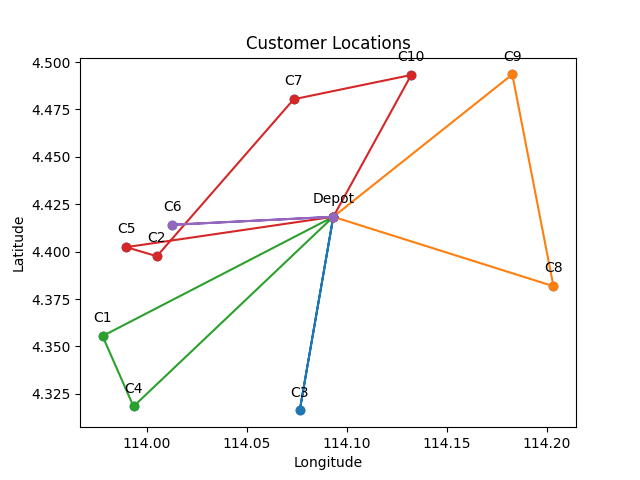 Customer Locations
C10
C9
C7
C6
Depot
C5
C2
C8
C1
C4
C3
4.500
4.475
4.450
4.425
4.400
4.375
4.350
4.325
Latitude
114.00
114.05
114.10
114.15
114.20
Longitude